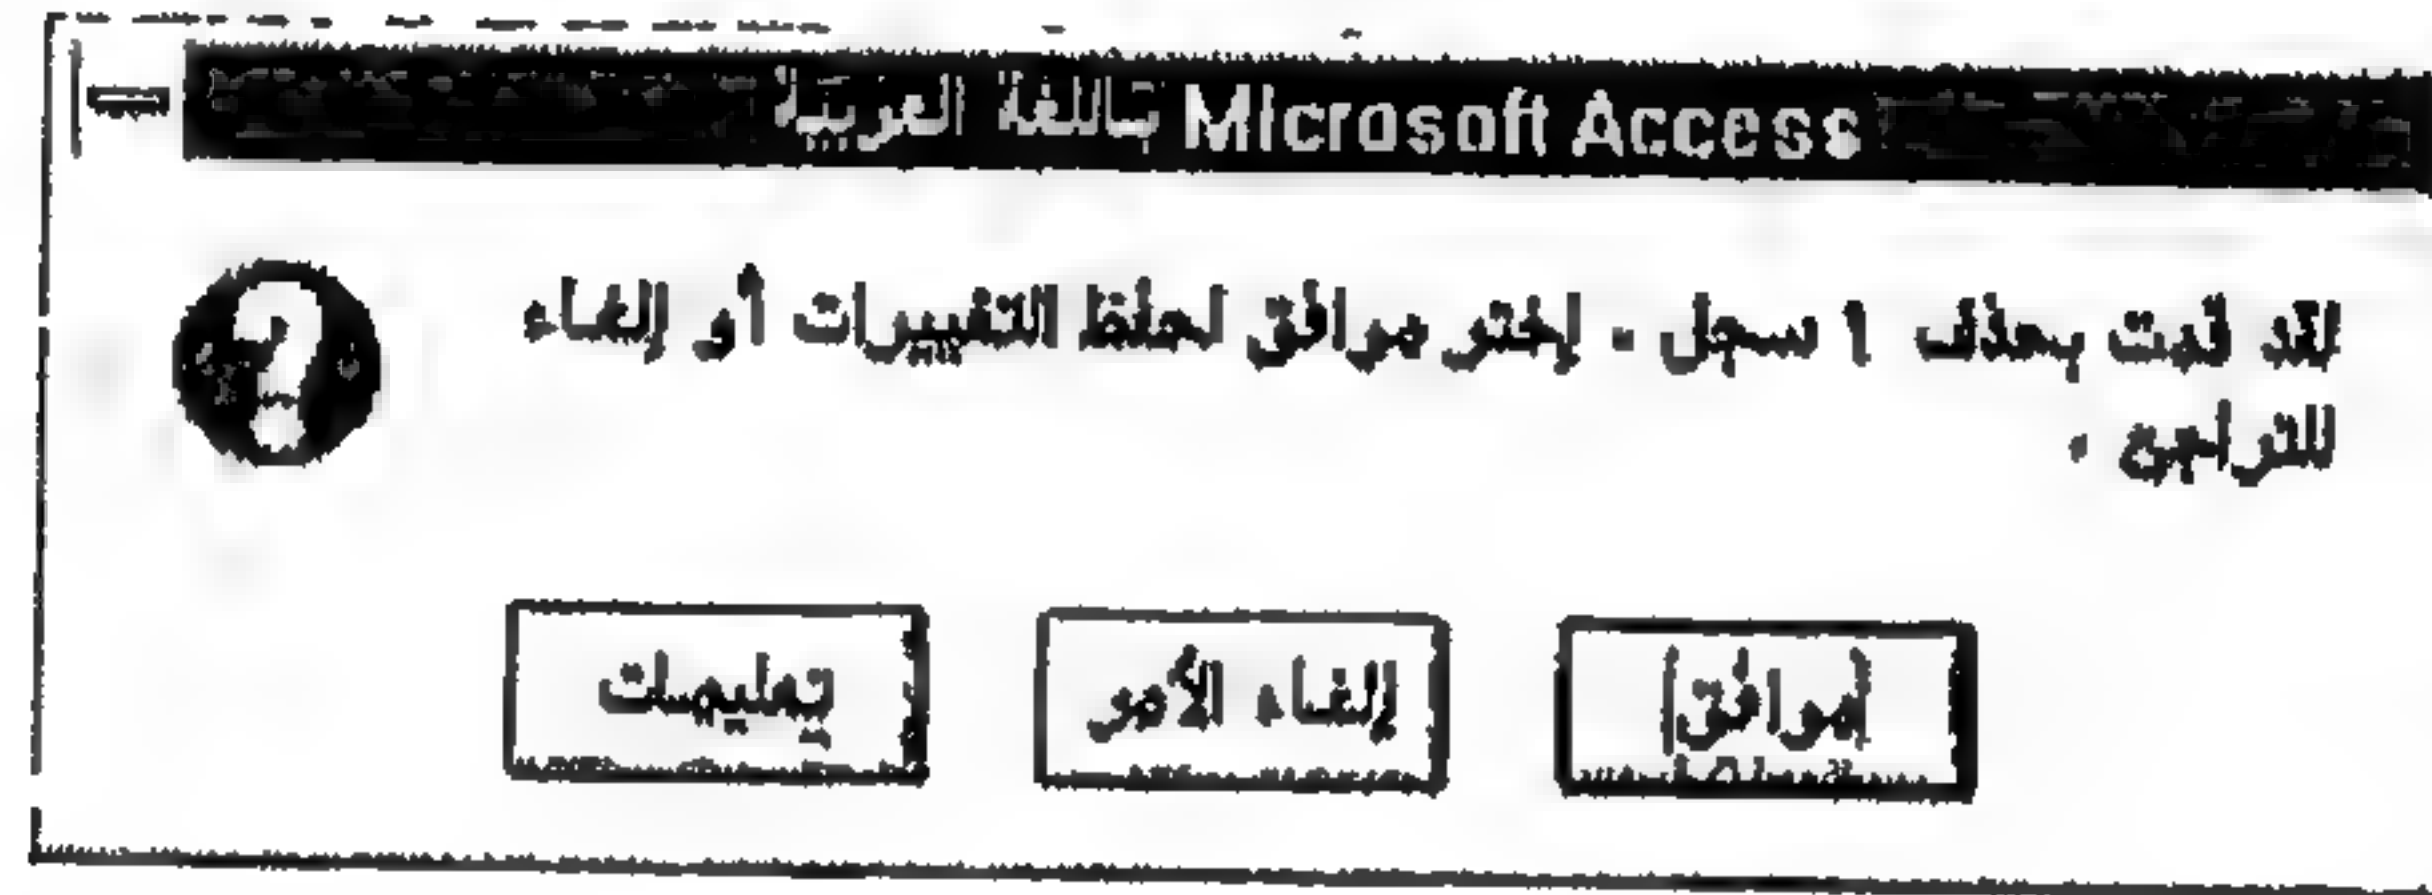 Microsoft Access باللغة العربية
لقد قمت بحذف ١ سجل . إختر موافق لحفظ التغييرات أو إلغاء
للتراجع .
موافق
إلغاء الأمر
تعليمات